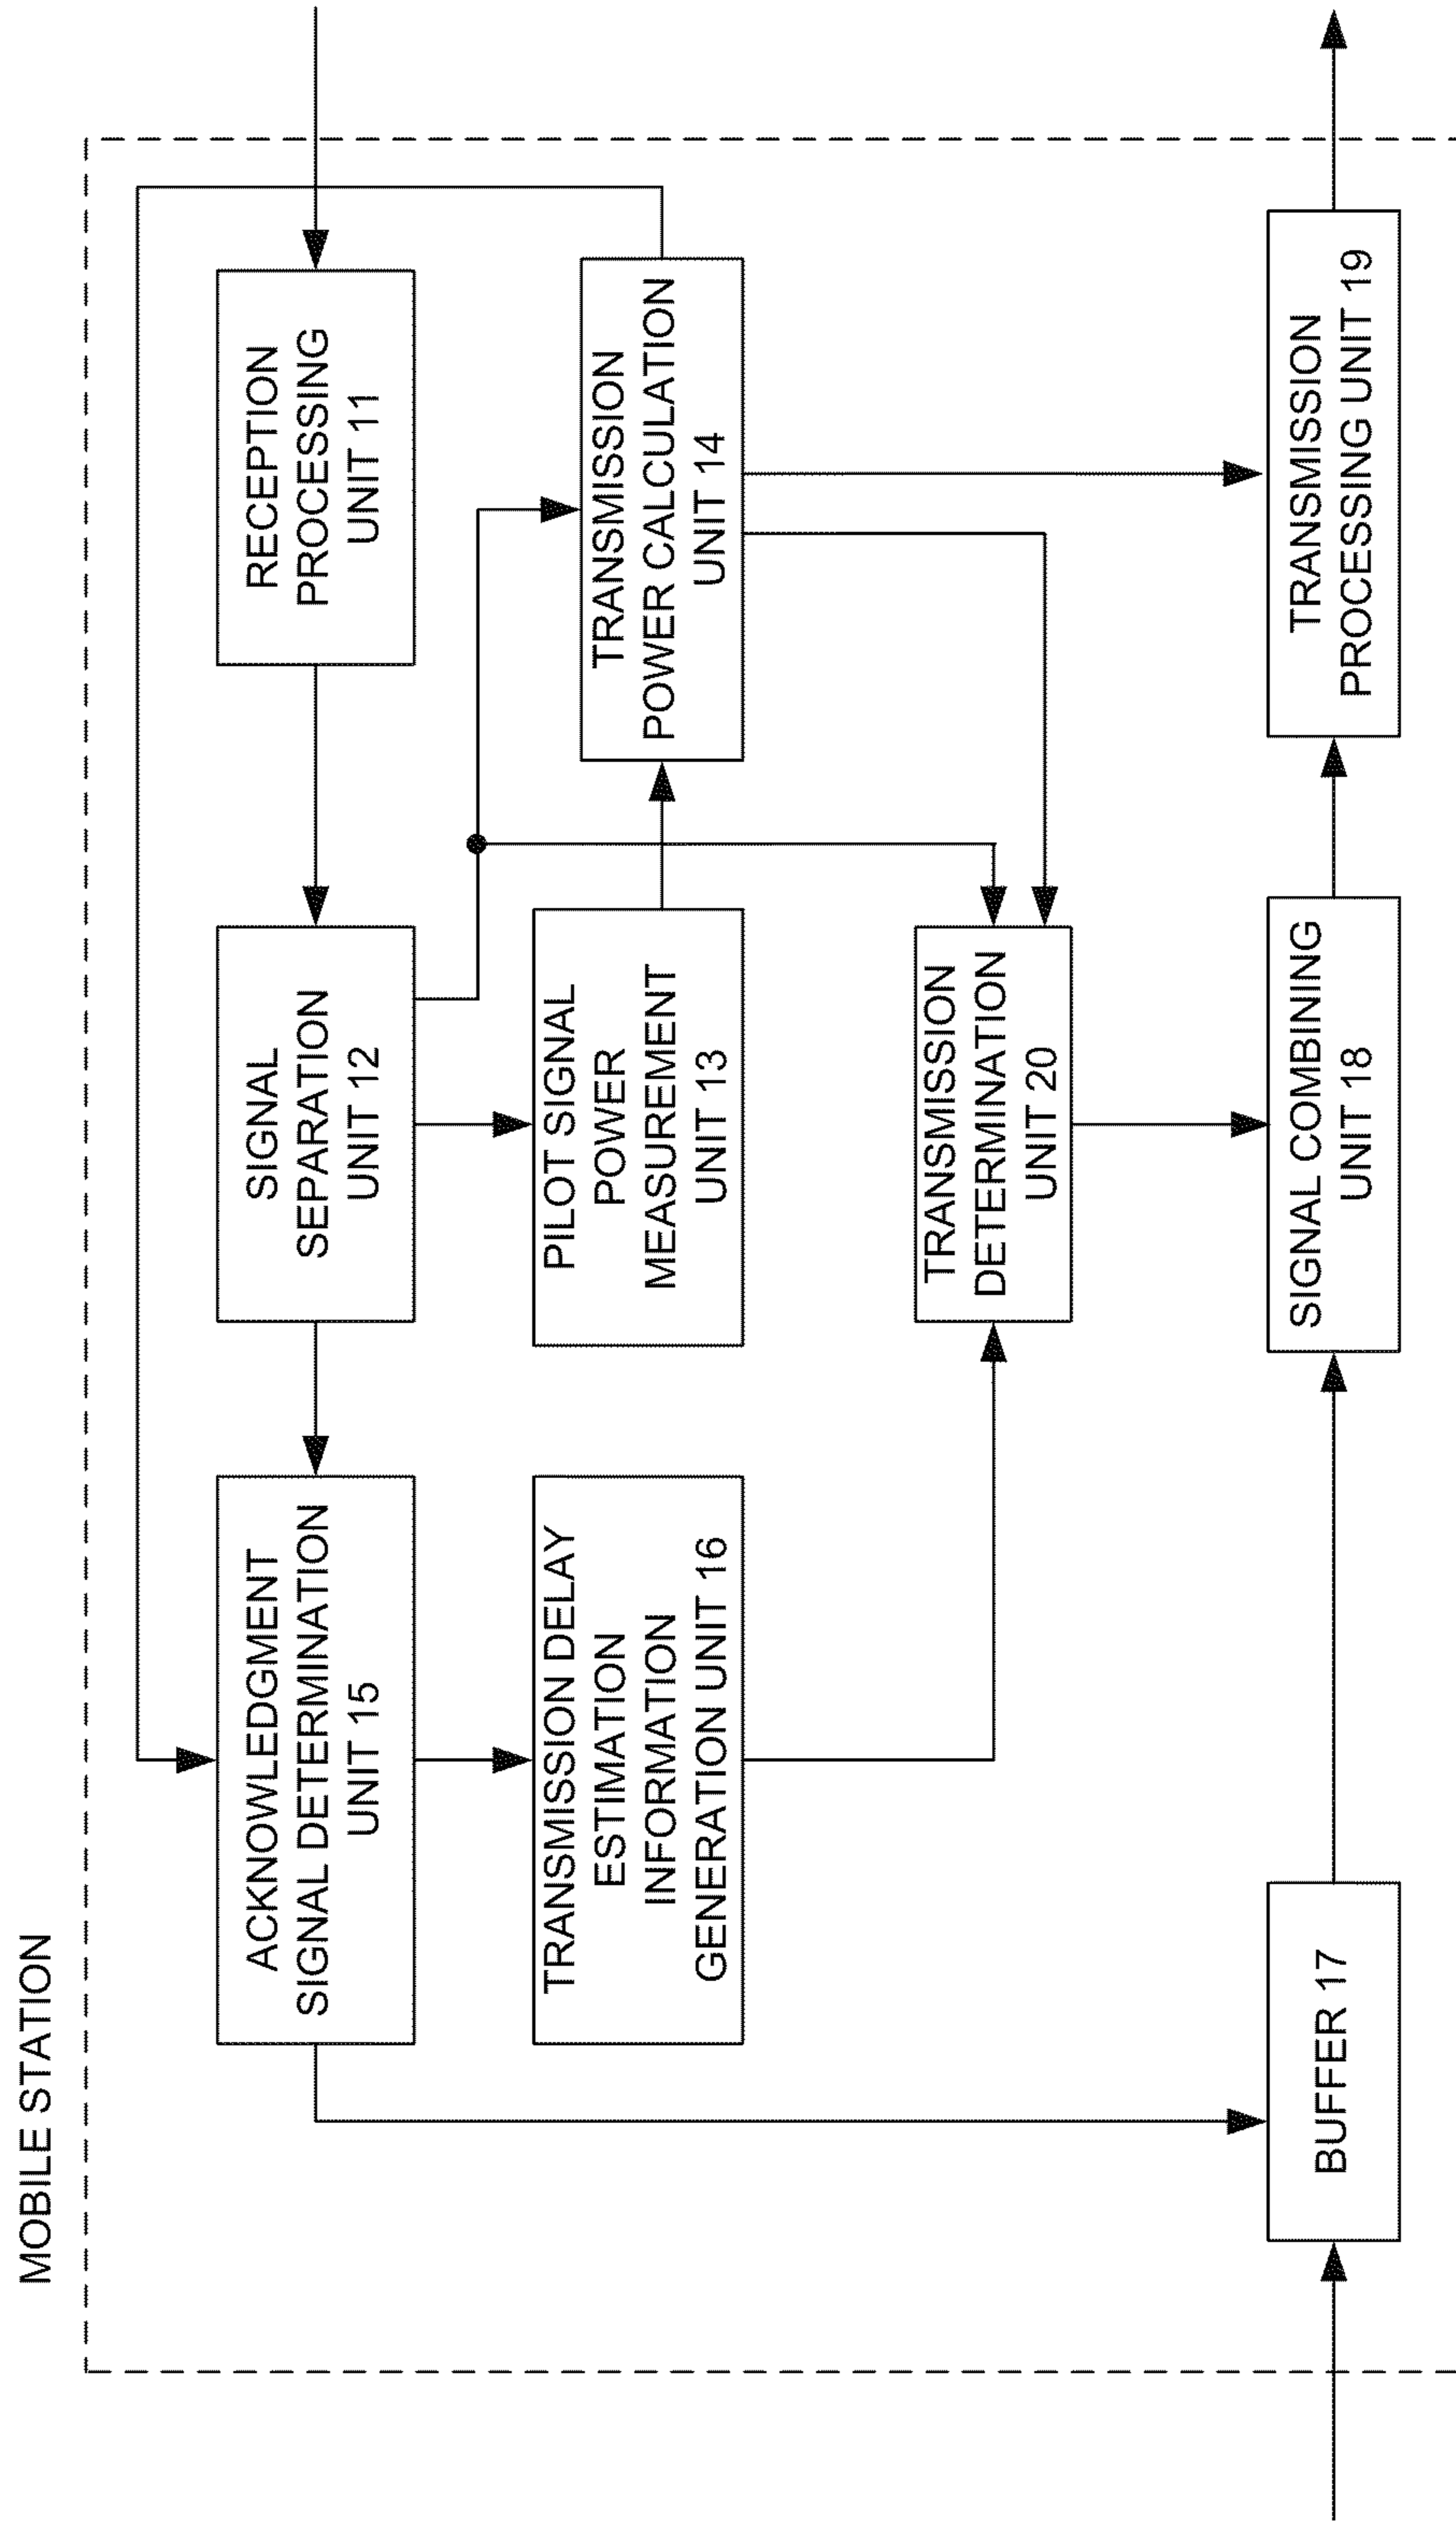 MOBILE STATION
ACKNOWLEDGMENT
SIGNAL DETERMINATION
UNIT 15
SIGNAL
SEPARATION
UNIT 12
RECEPTION
PROCESSING
UNIT 11
TRANSMISSION DELAY
ESTIMATION
INFORMATION
GENERATION UNIT 16
PILOT SIGNAL
POWER
MEASUREMENT
UNIT 13
TRANSMISSION
POWER CALCULATION
UNIT 14
TRANSMISSION
DETERMINATION
UNIT 20
BUFFER 17
SIGNAL COMBINING
UNIT 18
TRANSMISSION
PROCESSING UNIT 19